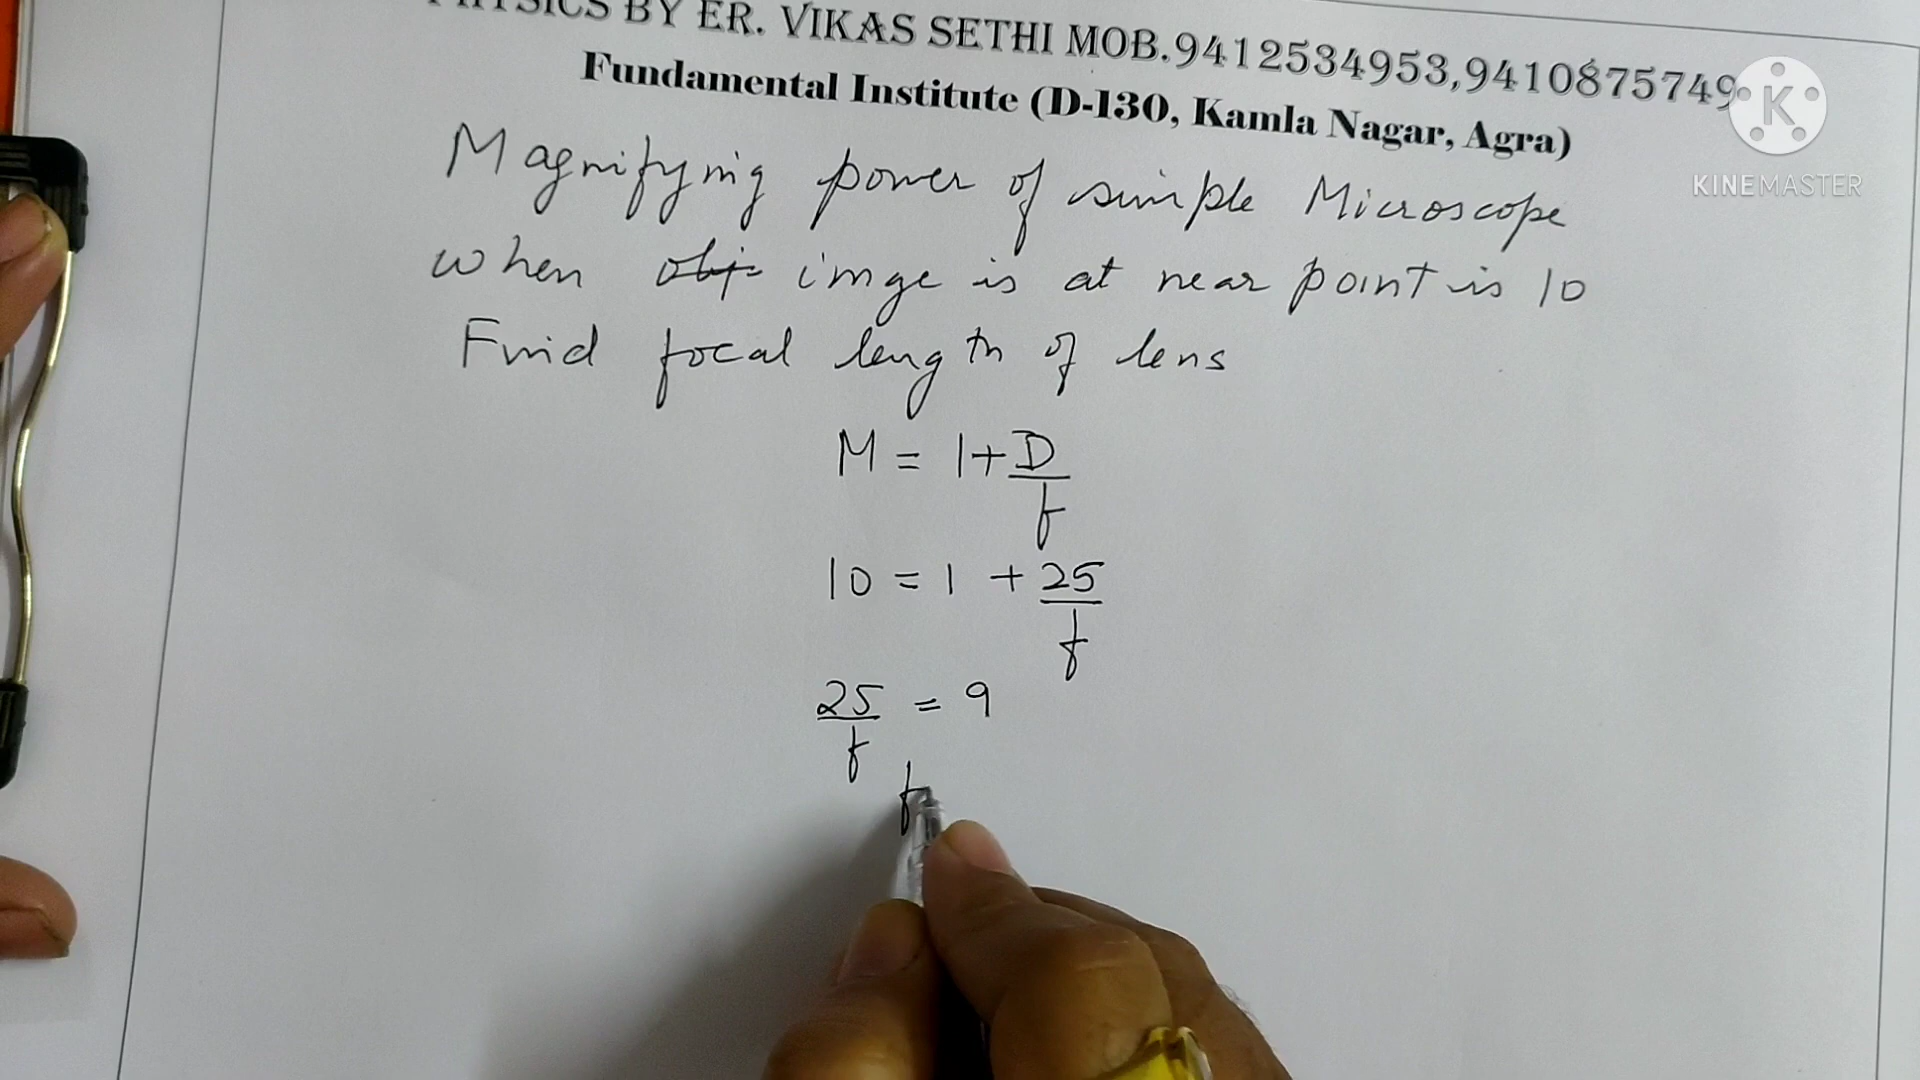 PHYSICS BY ER. VIKAS SETHI MOB.9412534953,9410875749
Fundamental Institute (D-130, Kamla Nagar, Agra)
K
KINEMASTER
Magnifying power of simple Microscope
when obj imge is at near point is 10
Find focal length of lens
M = 1+D/f
10 = 1 + 25/f
25/f = 9
f